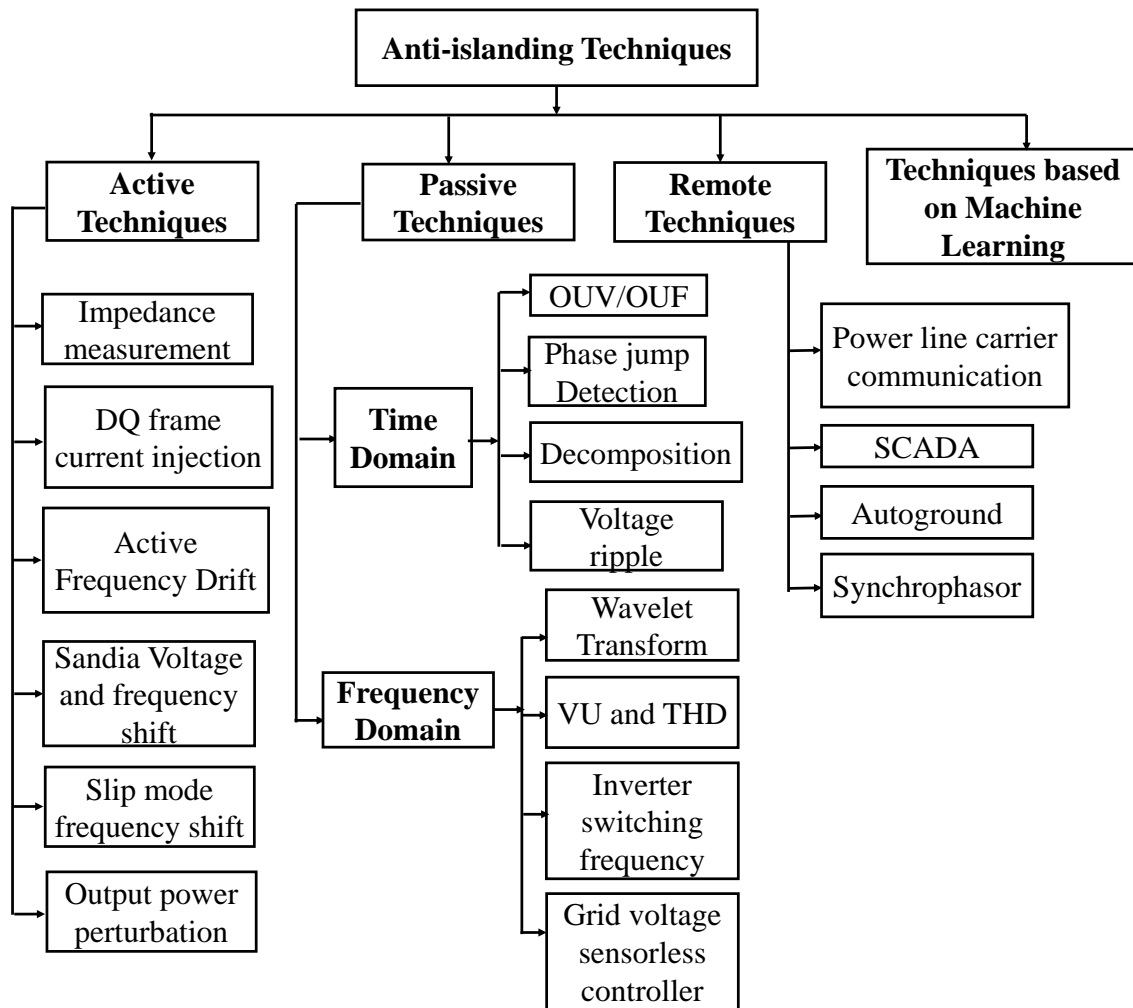 Anti-islanding Techniques
Active
Techniques
Passive
Techniques
Remote
Techniques
Techniques based
on Machine
Learning
Impedance
measurement
DQ frame
current injection
Active
Frequency Drift
Sandia Voltage
and frequency
shift
Slip mode
frequency shift
Output power
perturbation
Time
Domain
OUV/OUF
Phase jump
Detection
Decomposition
Voltage
ripple
Frequency
Domain
Wavelet
Transform
VU and THD
Inverter
switching
frequency
Grid voltage
sensorless
controller
Power line carrier
communication
SCADA
Autoground
Synchrophasor